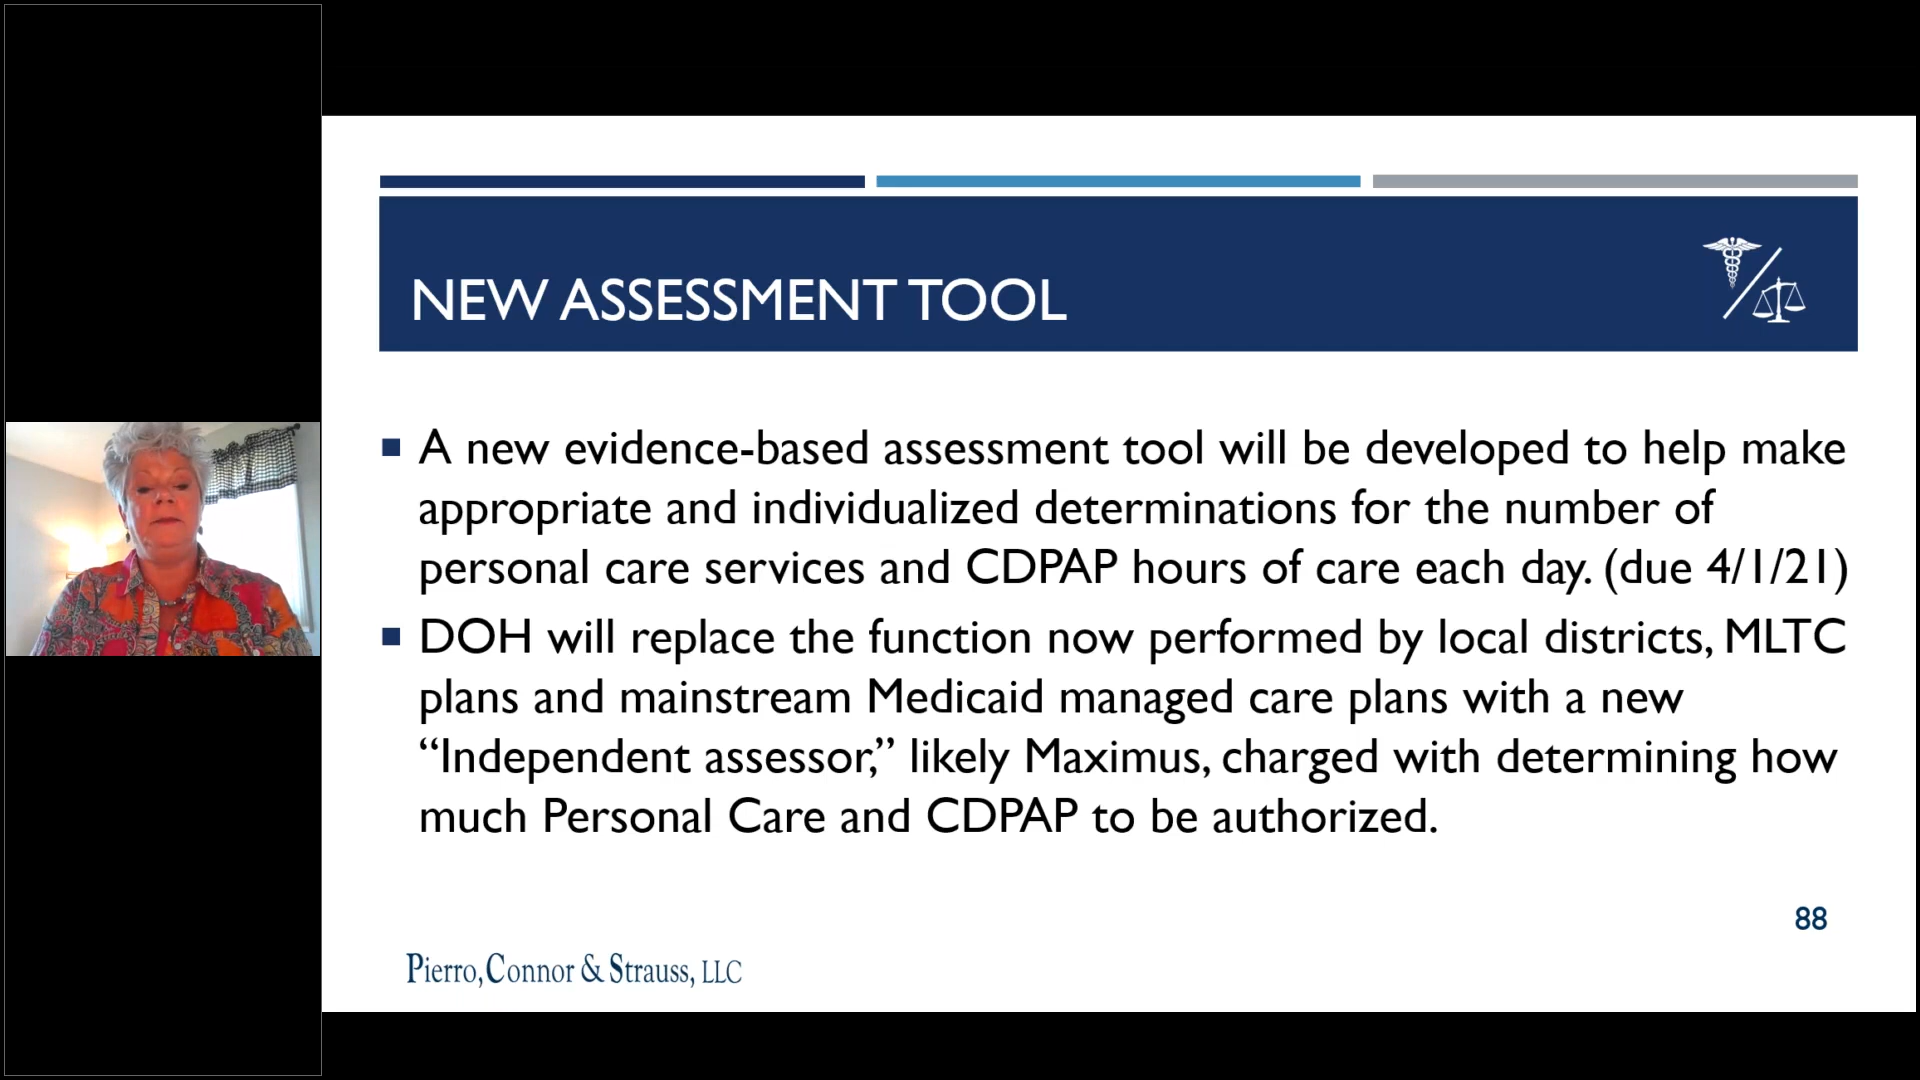 NEW ASSESSMENT TOOL
■ A new evidence-based assessment tool will be developed to help make
appropriate and individualized determinations for the number of
personal care services and CDPAP hours of care each day. (due 4/1/21)
■ DOH will replace the function now performed by local districts, MLTC
plans and mainstream Medicaid managed care plans with a new
“Independent assessor,” likely Maximus, charged with determining how
much Personal Care and CDPAP to be authorized.
88
Pierro, Connor & Strauss, LLC